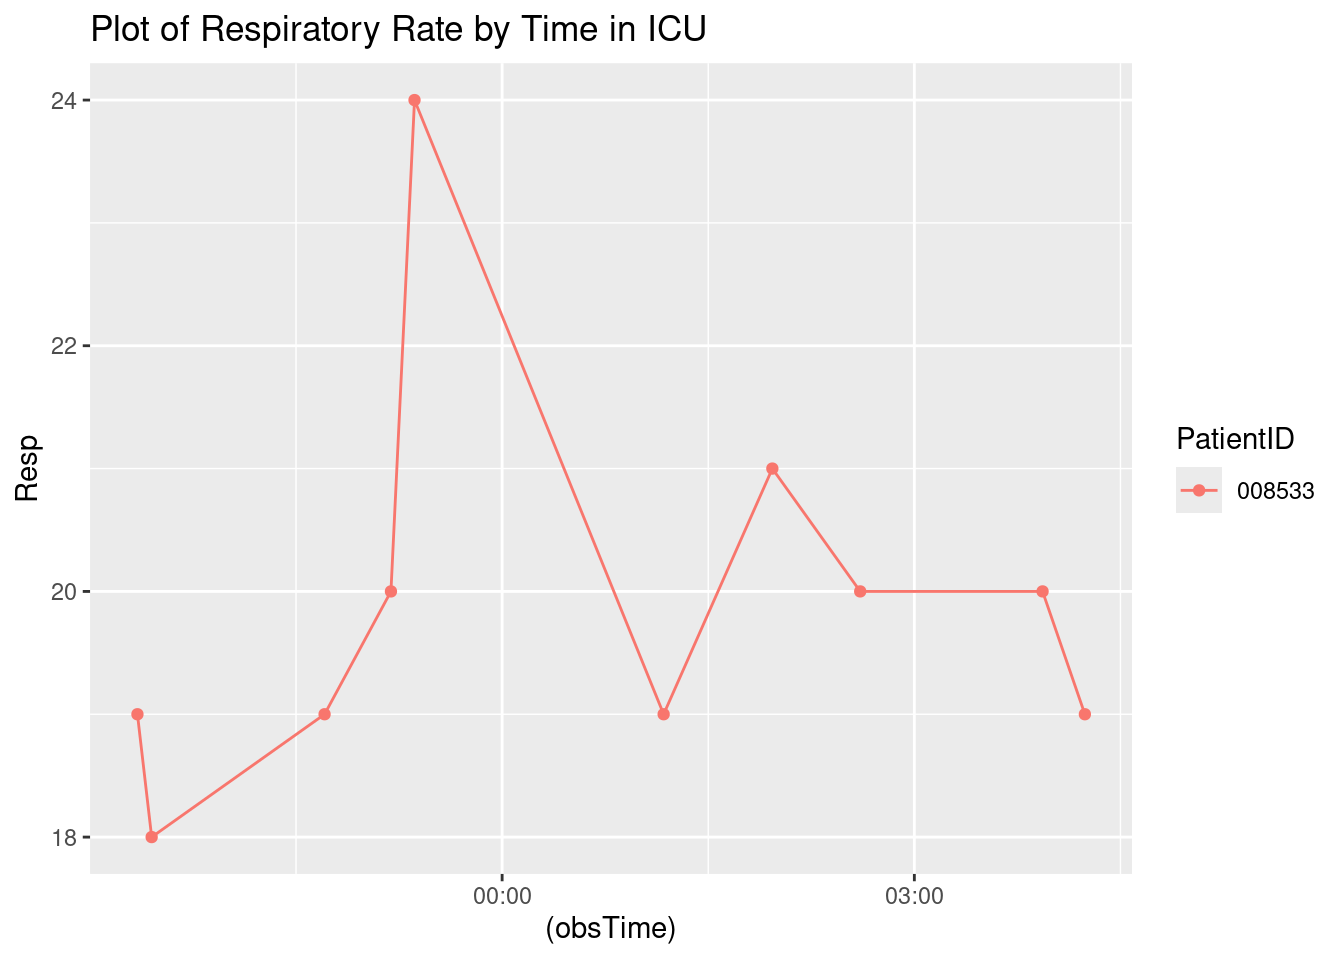 Plot of Respiratory Rate by Time in ICU
24
22
20
18
Resp
00:00
03:00
(obsTime)
PatientID
008533